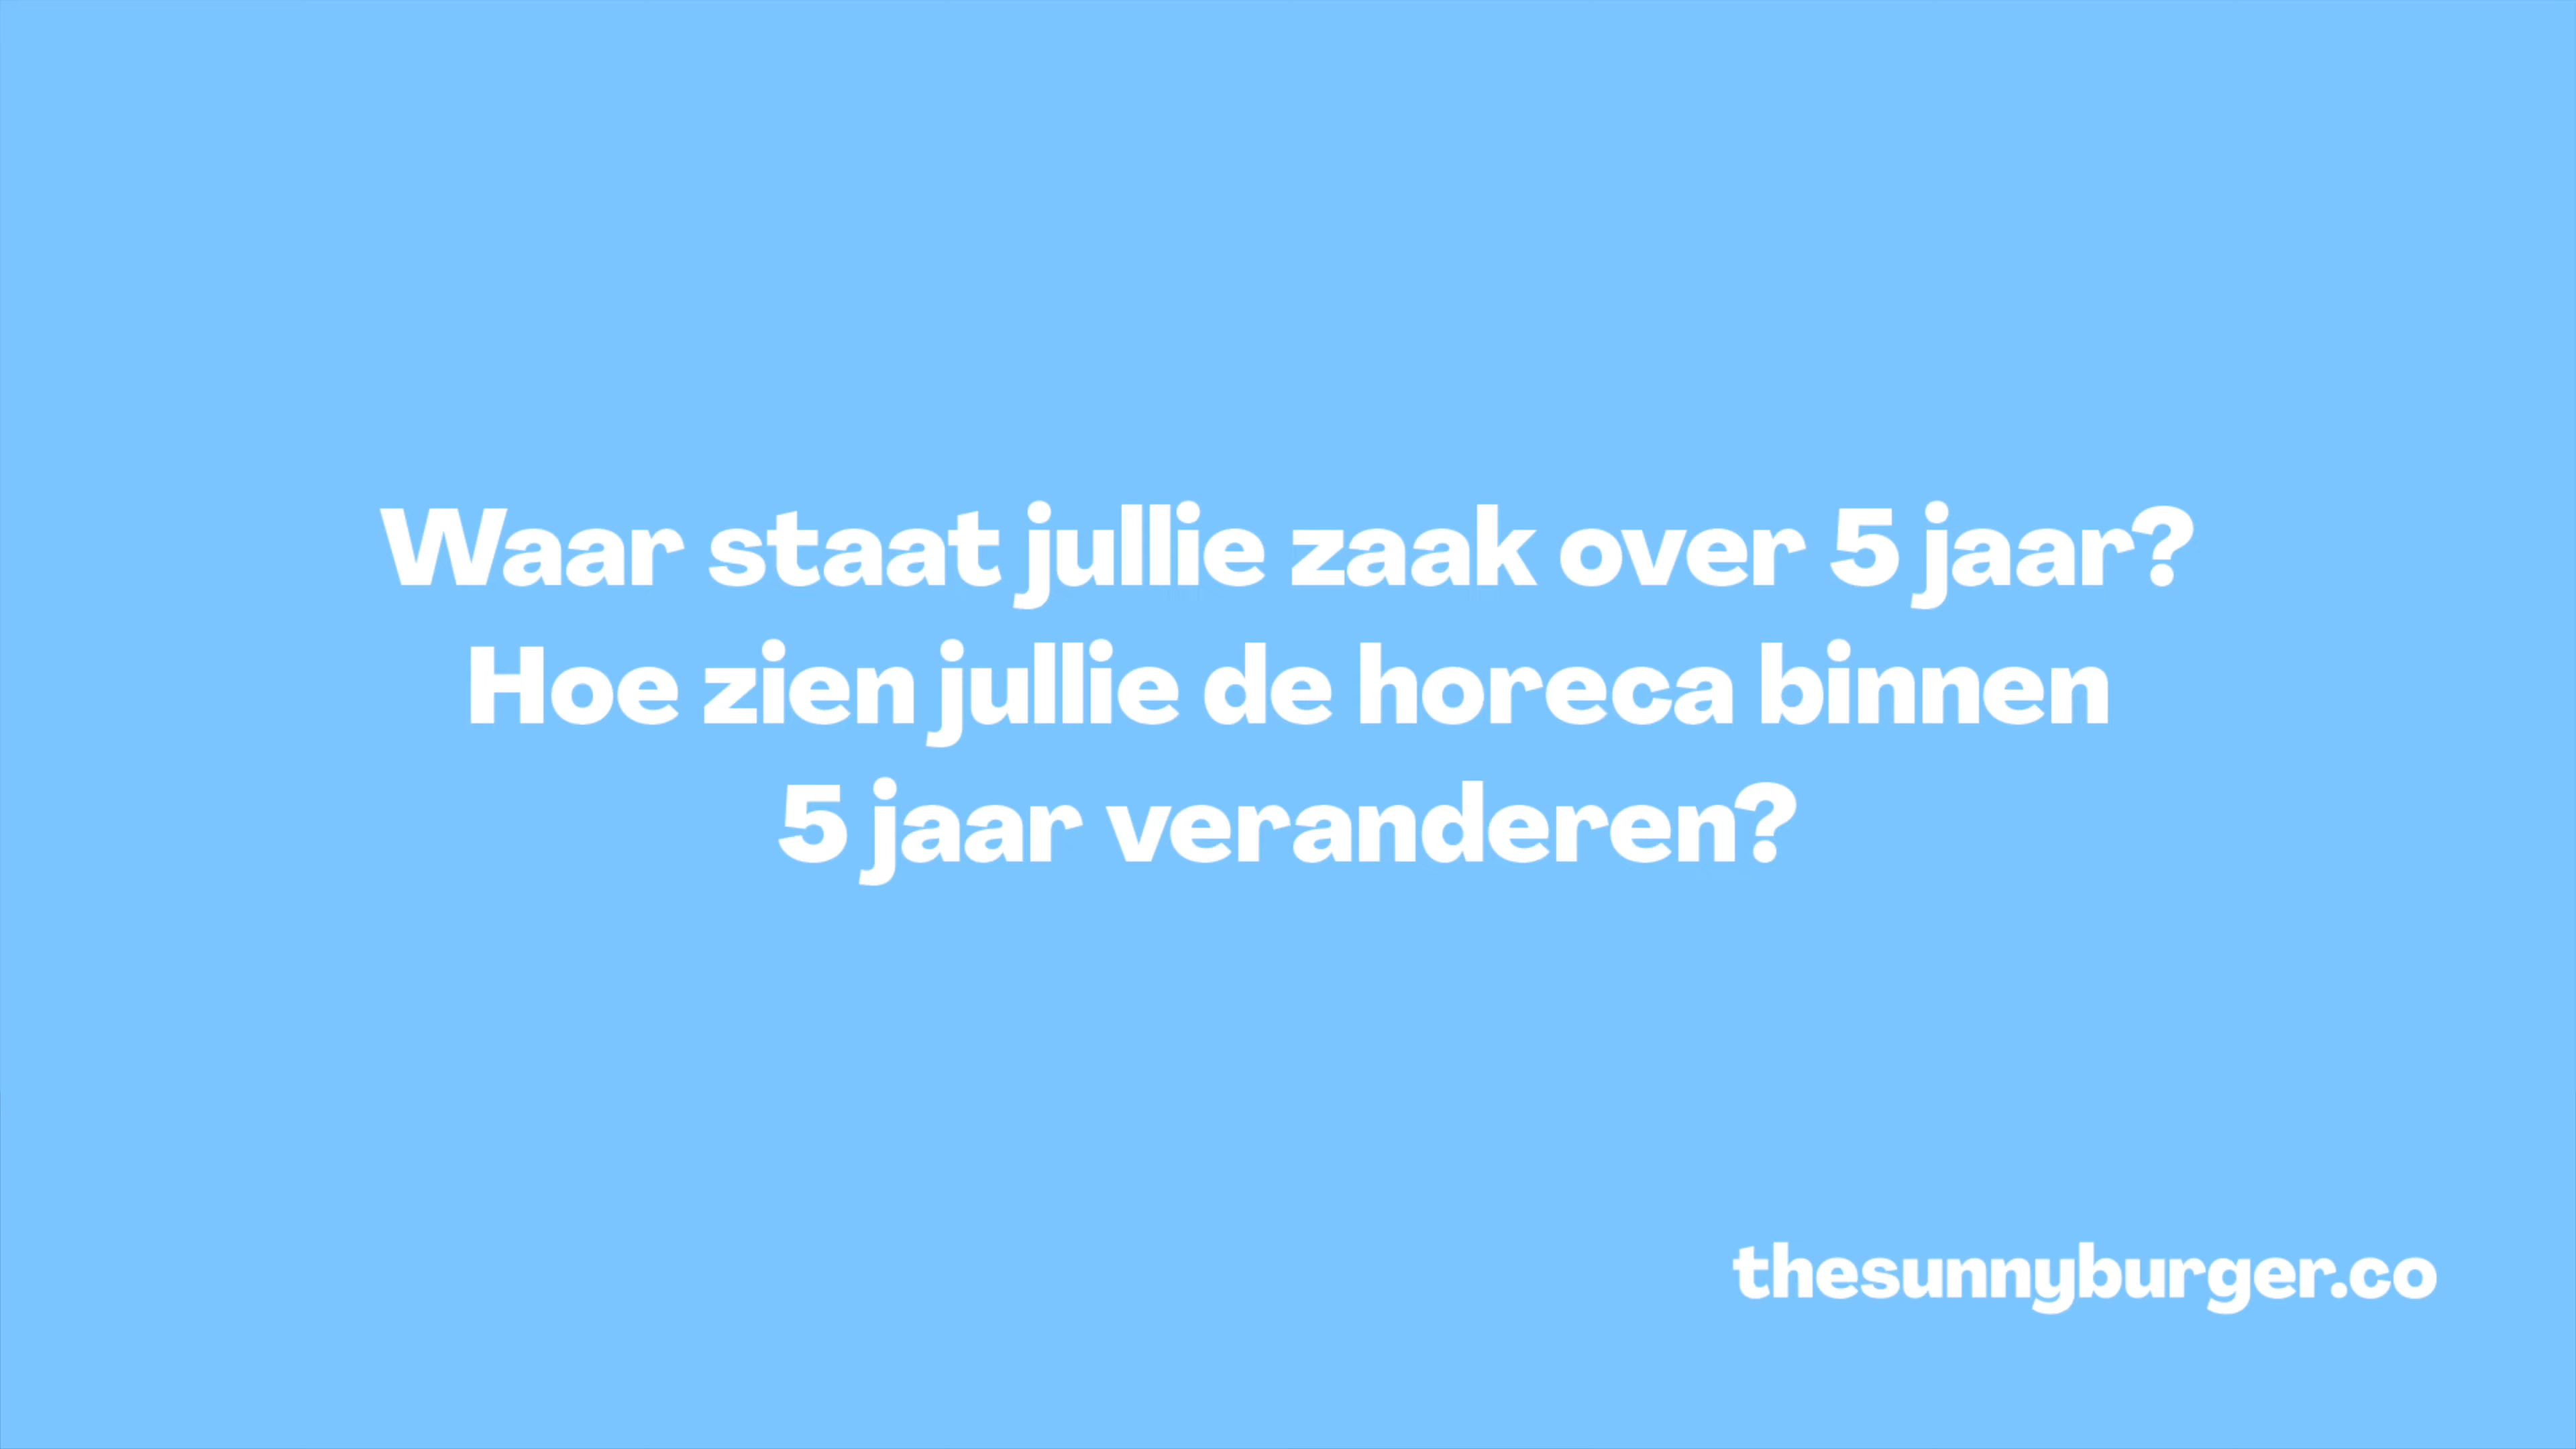 Waar staat jullie zaak over 5 jaar?
Hoe zien jullie de horeca binnen
5 jaar veranderen?
thesunnyburger.co